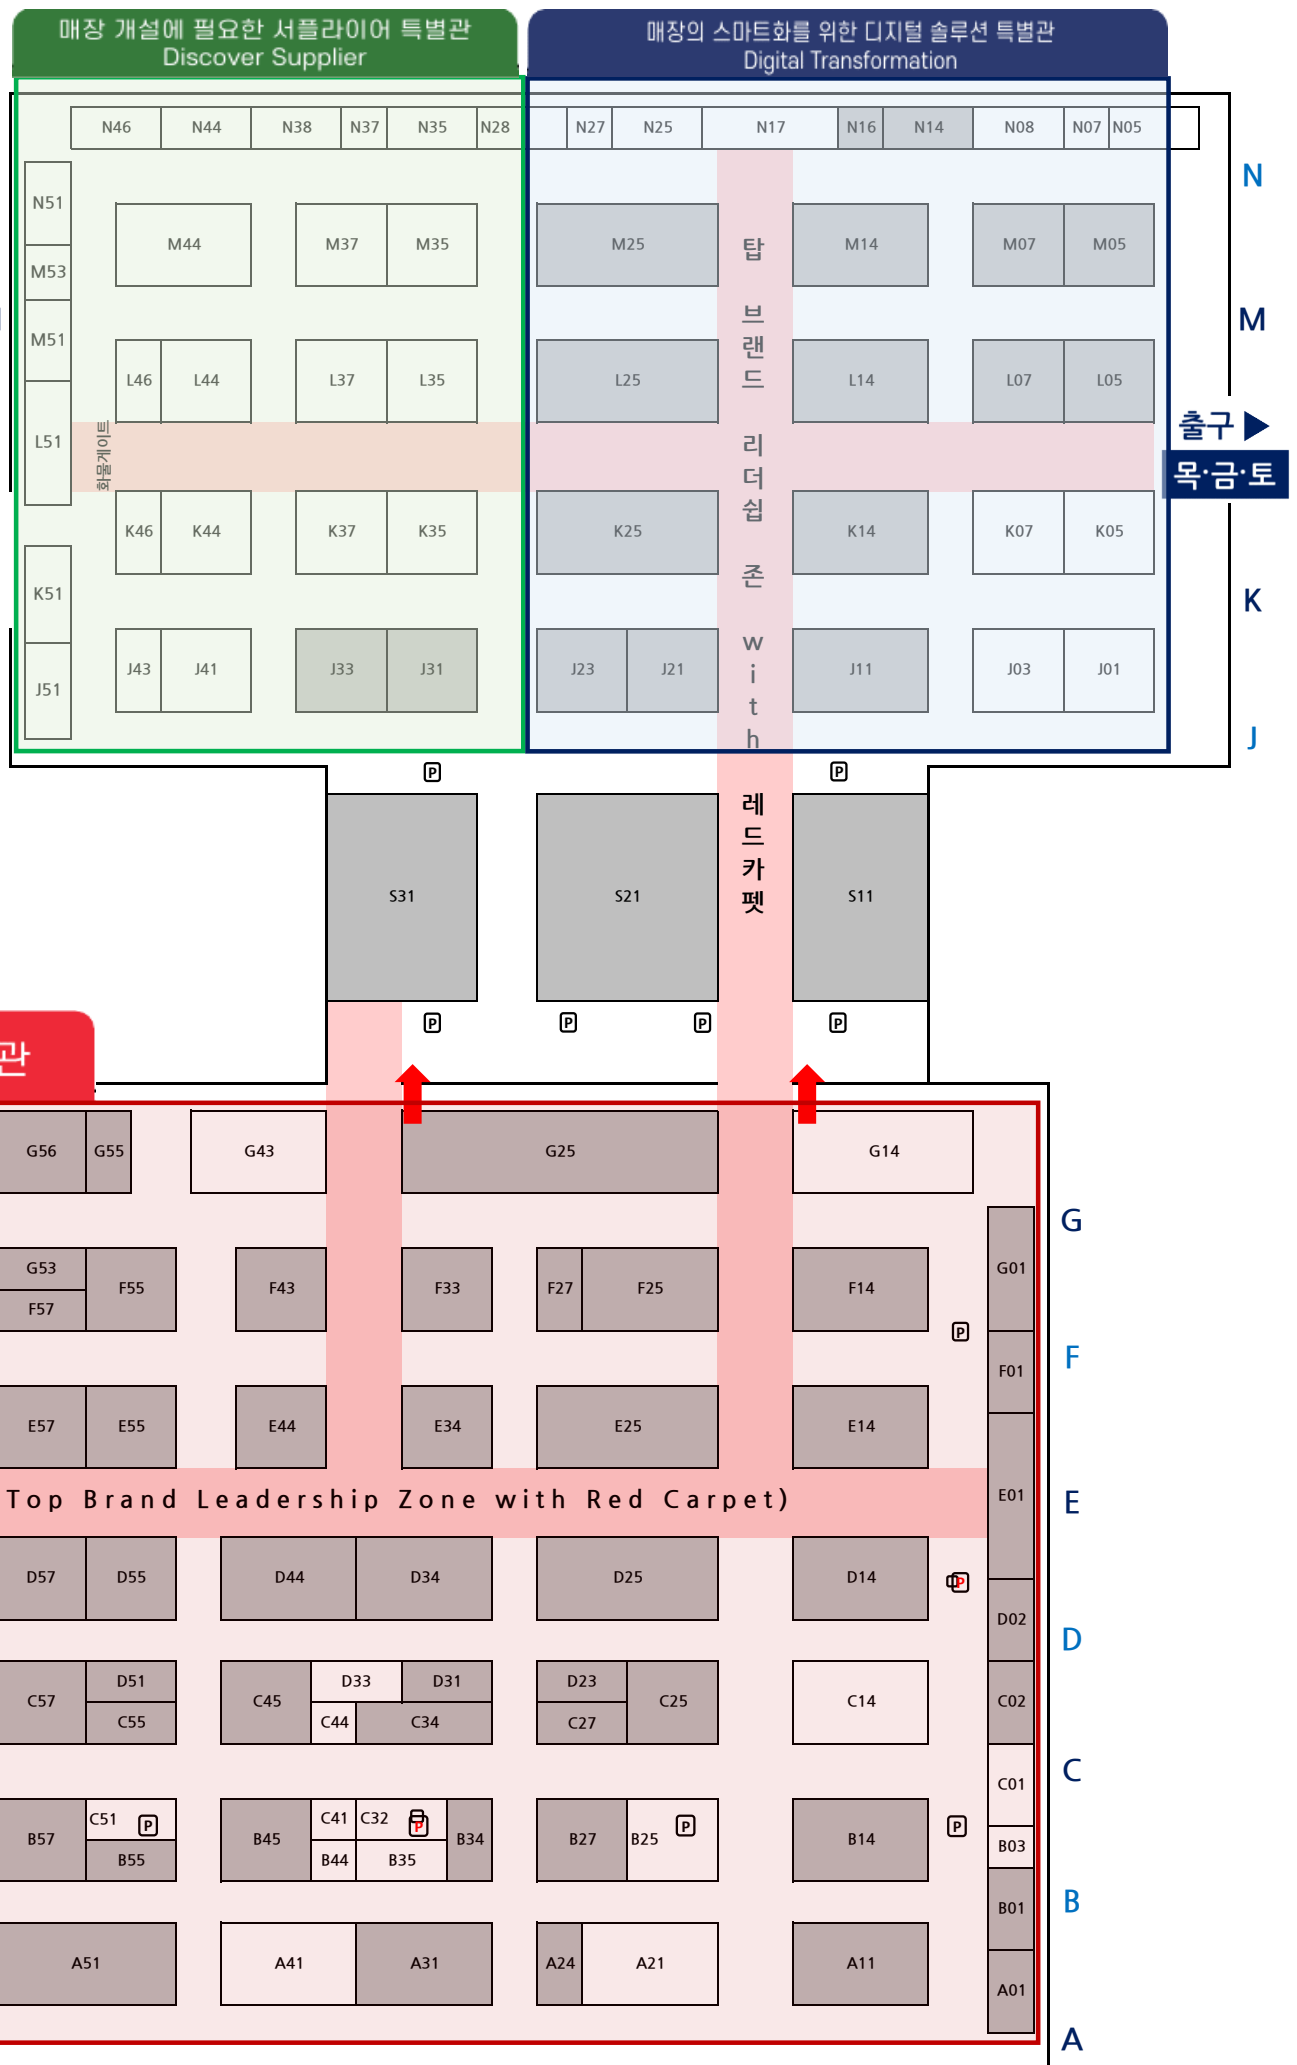 매장 개설에 필요한 서플라이어 특별관
Discover Supplier
매장의 스마트화를 위한 디지털 솔루션 특별관
Digital Transformation
N46 N44 N38 N37 N35 N28 N27 N25 N17 N16 N14 N08 N07 N05
N
N51
M44 M37 M35 M25 M14 M07 M05
M53
M
M51
L46 L44 L37 L35 L25 L14 L07 L05
L51
화물게이트
출구
목·금·토
K46 K44 K37 K35 K25 K14 K07 K05
K51
K
J43 J41 J33 J31 J23 J21 J11 J03 J01
J51
J
탑 브랜드 리더쉽 존 with 레드카펫
P P
S31 S21 S11
P P P P
관
G56 G55 G43 G25 G14
G
G53 F55 F43 F33 F27 F25 F14 G01
F57
P
F
F01
E57 E55 E44 E34 E25 E14
Top Brand Leadership Zone with Red Carpet)
E01
E
D57 D55 D44 D34 D25 D14
P
D02
D
C57 D51 C45 D33 D31 D23 C25 C14 C02
C55 C44 C34 C27
C
C01
B57 C51 P B45 C41 C32 P B34 B27 B25 P B14 P
B55 B44 B35
B03
B
B01
A51 A41 A31 A24 A21 A11
A01
A